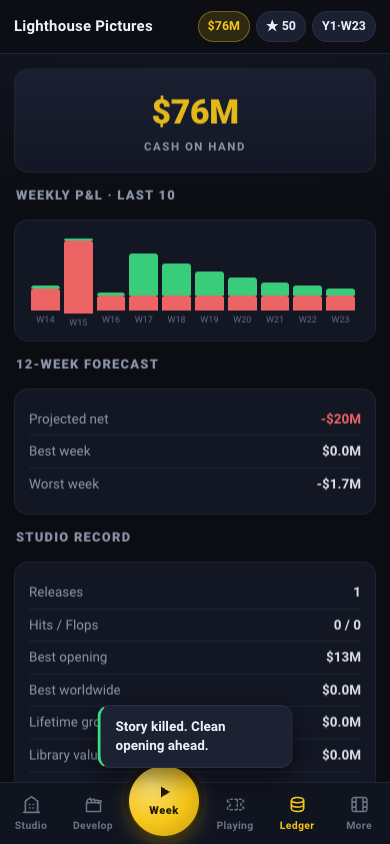 Lighthouse Pictures
$76M
★ 50
Y1·W23
$76M
CASH ON HAND
WEEKLY P&L · LAST 10
W14 W15 W16 W17 W18 W19 W20 W21 W22 W23
12-WEEK FORECAST
Projected net -$20M
Best week $0.0M
Worst week -$1.7M
STUDIO RECORD
Releases 1
Hits / Flops 0 / 0
Best opening $13M
Best worldwide $0.0M
Lifetime $0.0M
Library $0.0M
Story killed. Clean
opening ahead.
Studio
Develop
Week
Playing
Ledger
More